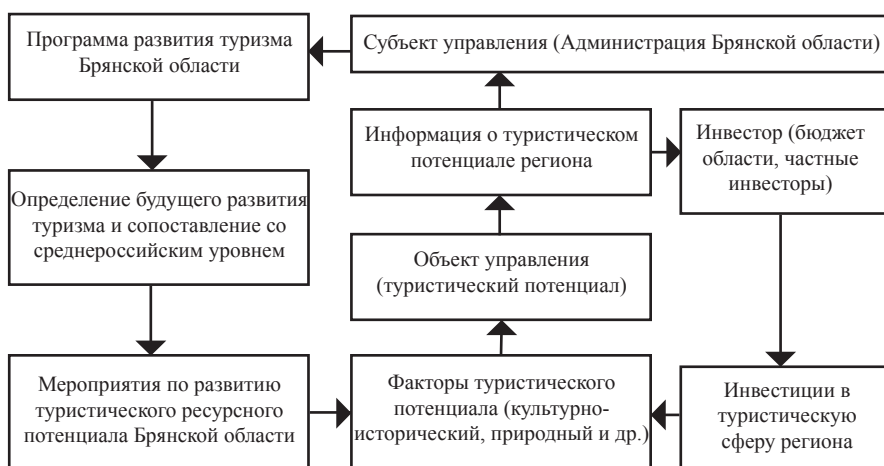 Программа развития туризма
Брянской области
Субъект управления (Администрация Брянской области)
Информация о туристическом
потенциале региона
Инвестор (бюджет
области, частные
инвесторы)
Определение будущего развития
туризма и сопоставление со
среднероссийским уровнем
Объект управления
(туристический потенциал)
Мероприятия по развитию
туристического ресурсного
потенциала Брянской области
Факторы туристического
потенциала (культурно-
исторический, природный и др.)
Инвестиции в
туристическую
сферу региона